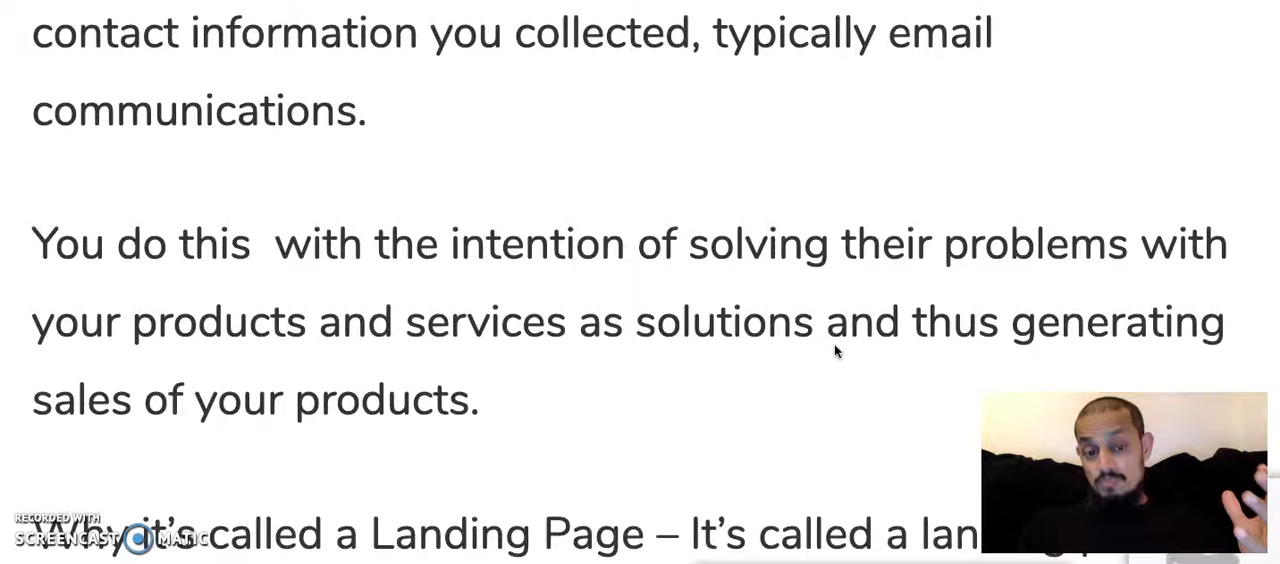 contact information you collected, typically email
communications.
You do this  with the intention of solving their problems with
your products and services as solutions and thus generating
sales of your products.
Why it's called a Landing Page – It's called a
RECORDED WITH
SCREENCAST MATIC